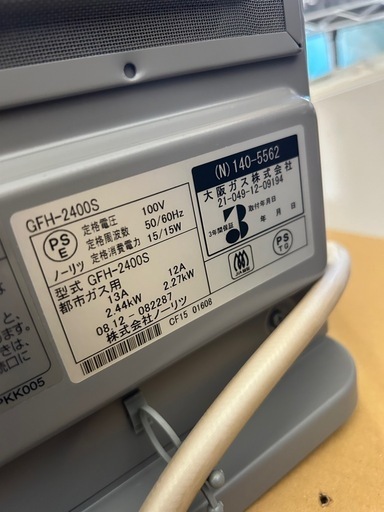 GFH-2400S
PS
E
ノーリツ
定格電圧 100V
定格周波数 50/60Hz
定格消費電力 15/15W
型式 GFH-2400S
都市ガス用
13A 12A
2.44kW 2.27kW
08.12-082287
株式会社ノーリツ
CF15 01608
(N) 140-5562
大阪ガス株式会社
21-049-12-09194
3年間保証
3
取付年月日
年 月 日
PS
TG
PKK005